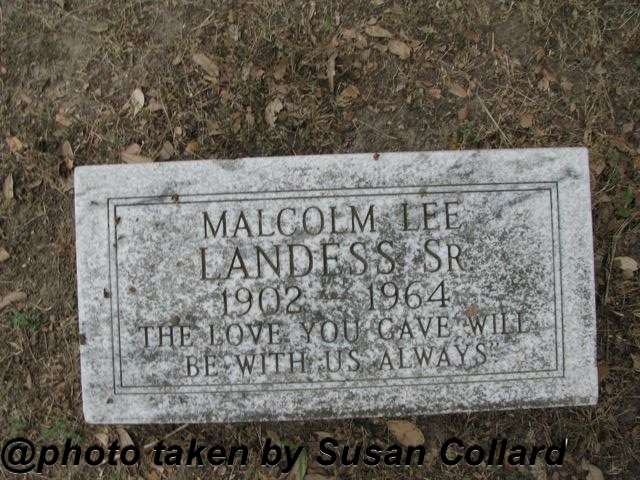 MALCOLM LEE
LANDESS SR
1902 - 1964
THE LOVE YOU GAVE WILL
BE WITH US ALWAYS
@photo taken by Susan Collard